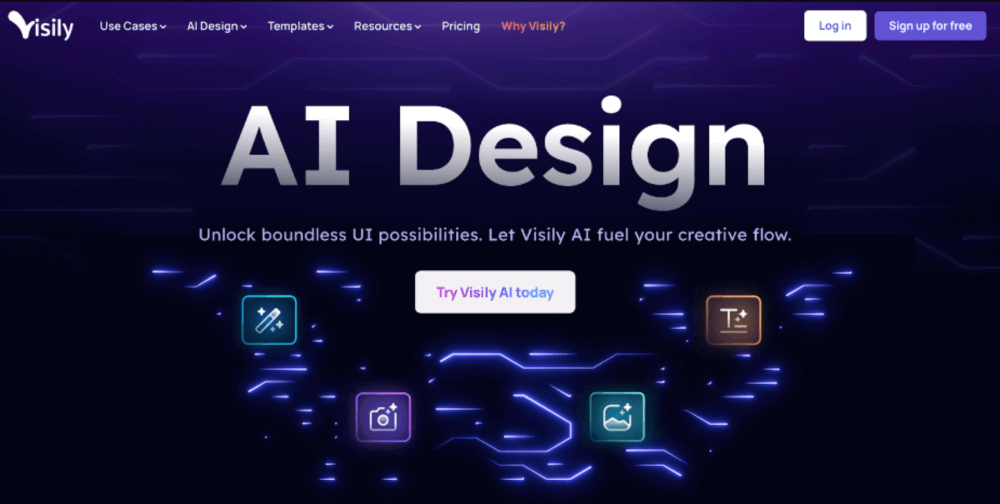 Visily Use Cases AI Design Templates Resources Pricing Why Visily? Log in Sign up for free
AI Design
Unlock boundless UI possibilities. Let Visily AI fuel your creative flow.
Try Visily AI today
T